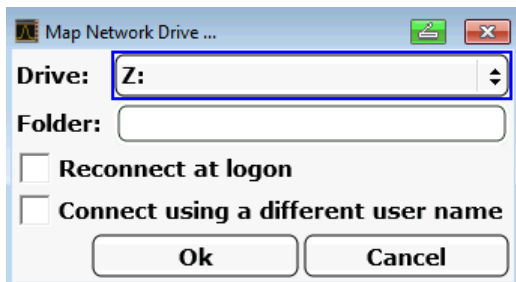 Map Network Drive ...
Drive: Z:
Folder:
Reconnect at logon
Connect using a different user name
Ok Cancel